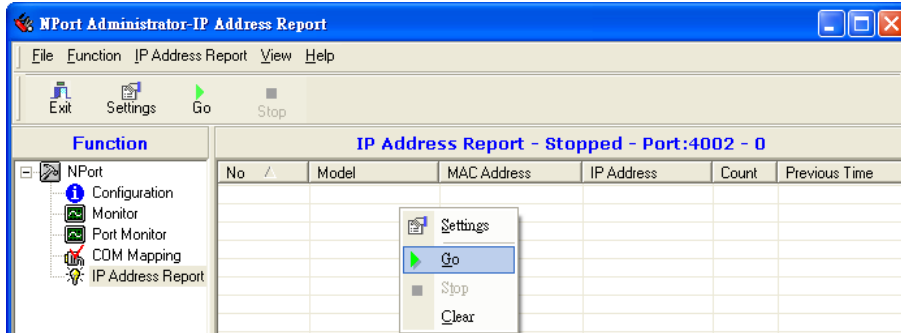 NPort Administrator-IP Address Report
File Function IP Address Report View Help
Exit Settings Go Stop
Function
IP Address Report - Stopped - Port:4002 - 0
No Model MAC Address IP Address Count Previous Time
NPort
Configuration
Monitor
Port Monitor
COM Mapping
IP Address Report
Settings
Go
Stop
Clear